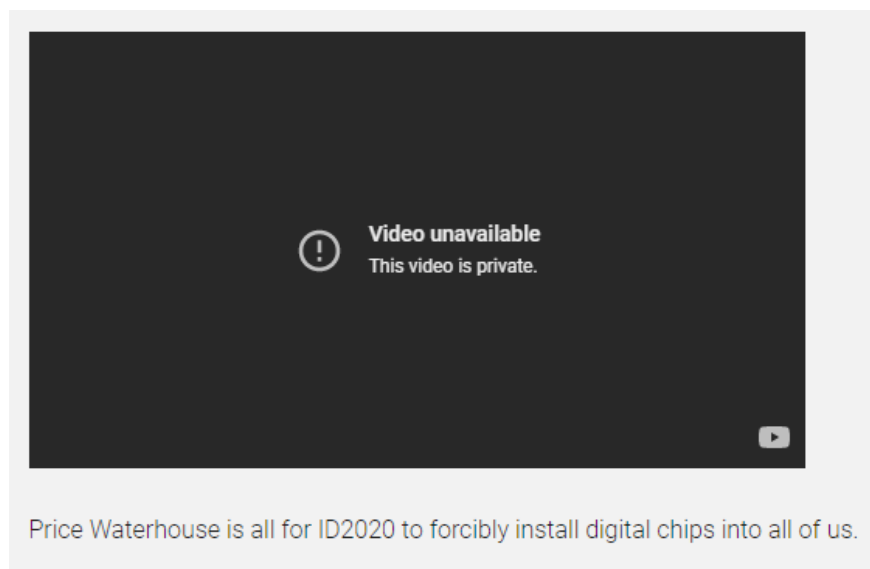 Video unavailable
This video is private.
Price Waterhouse is all for ID2020 to forcibly install digital chips into all of us.